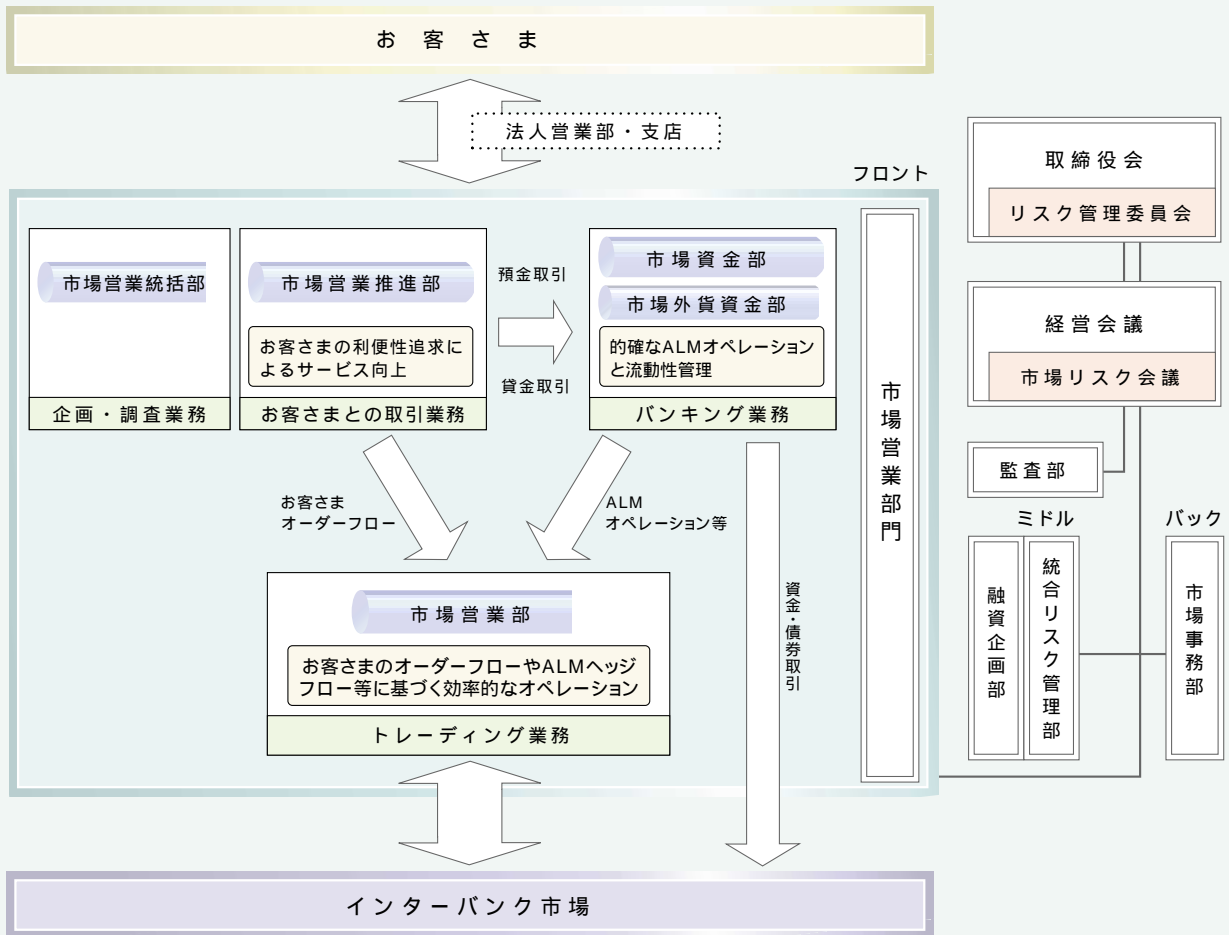 お客さま
法人営業部・支店
フロント
市場営業統括部
企画・調査業務
市場営業推進部
お客さまの利便性追求に
よるサービス向上
お客さまとの取引業務
預金取引
貸金取引
市場資金部
市場外貨資金部
的確なALMオペレーション
と流動性管理
バンキング業務
お客さま
オーダーフロー
ALM
オペレーション等
資金・債券取引
市場営業部
お客さまのオーダーフローやALMヘッジ
フロー等に基づく効率的なオペレーション
トレーディング業務
市場営業部門
インターバンク市場
取締役会
リスク管理委員会
経営会議
市場リスク会議
監査部
ミドル
融資企画部
統合リスク管理部
バック
市場事務部